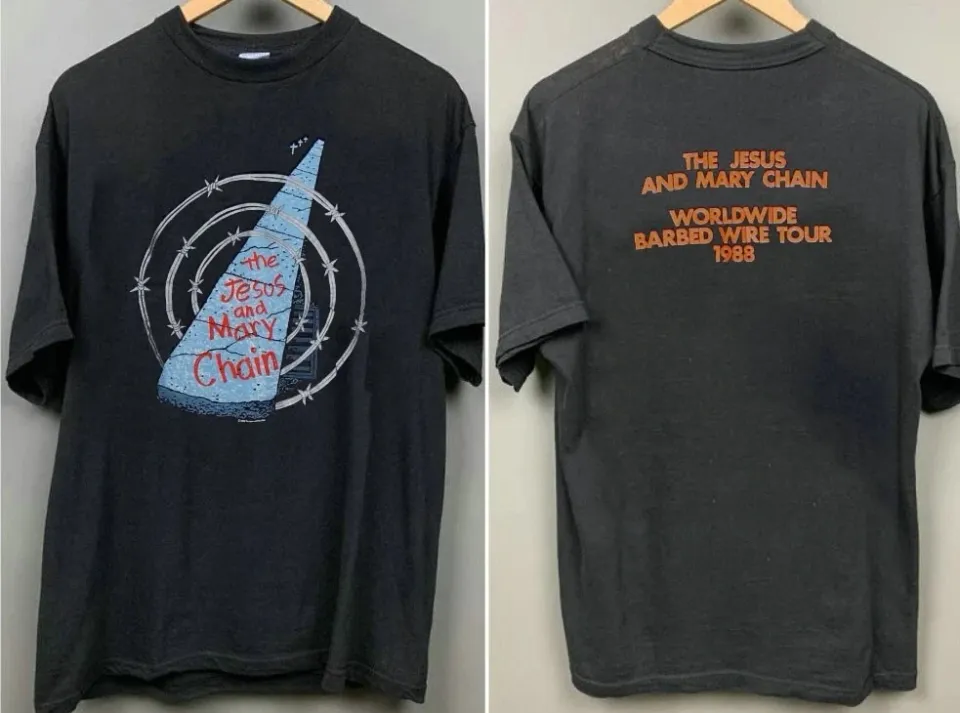 the
Jesus
and
Mary
Chain
THE JESUS
AND MARY CHAIN
WORLDWIDE
BARBED WIRE TOUR
1988